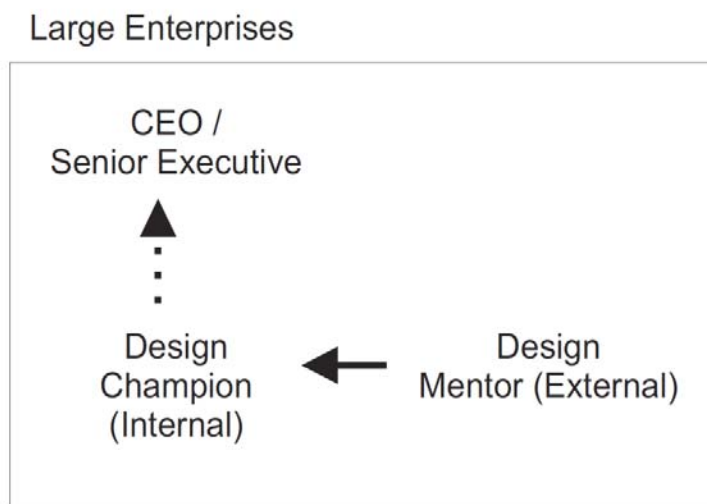 Large Enterprises
CEO /
Senior Executive
Design
Champion
(Internal)
Design
Mentor (External)